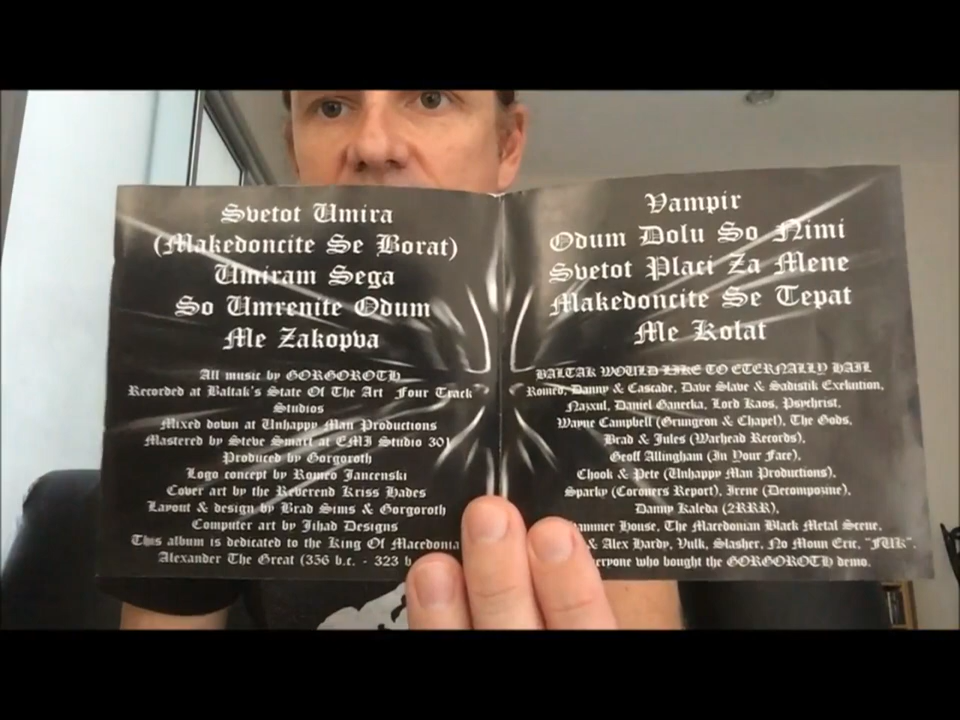 Svetot Umira
(Makedoncite Se Borat)
Umiram Sega
So Umrenite Odum
Me Zakopva
All music by GORGOROTH
Recorded at Baltak's State Of The Art Four Track
Studios
Mixed down at Unhappy Man Productions
Mastered by Steve Smart at EMI Studio 301
Produced by Gorgoroth
Logo concept by Romeo Jancenski
Cover art by the Reverend Kriss Hades
Layout & design by Brad Sims & Gorgoroth
Computer art by Jihad Designs
This album is dedicated to the King Of Macedonia
Alexander The Great (356 b.c. - 323 b
Vampir
Odum Dolu So Nimi
Svetot Placi Za Mene
Makedoncite Se Tepat
Me Kolat
BALTAK WOULD LIKE TO ETERNALLY HAIL
Romeo, Danny & Cascade, Dave Slave & Sadistik Exekution,
Nazxul, Daniel Ganecka, Lord Kaos, Psychrist,
Wayne Campbell (Grungeon & Chapel), The Gods,
Brad & Jules (Warhead Records),
Geoff Allingham (In Your Face),
Chook & Pete (Unhappy Man Productions),
Sparky (Coroners Report), Irene (Decompozine),
Danny Kaleda (2RRR),
ammer House, The Macedonian Black Metal Scene,
& Alex Hardy, Vulk, Slasher, No Moun Eric, "FUK".
everyone who bought the GORGOROTH demo.